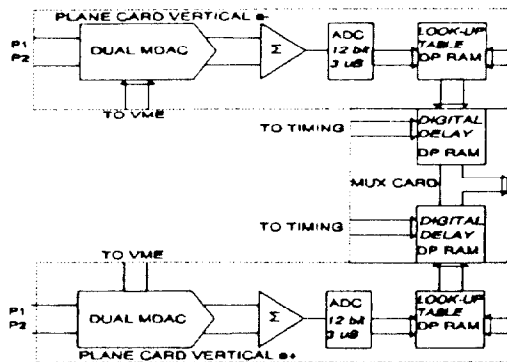 PLANE CARD VERTICAL e-
P1
P2
DUAL MDAC
Σ
ADC
12 bit
3 uS
LOOK-UP
TABLE
DP RAM
TO VME
TO TIMING
DIGITAL
DELAY
DP RAM
MUX CARD
TO TIMING
DIGITAL
DELAY
DP RAM
TO VME
P1
P2
DUAL MDAC
Σ
ADC
12 bit
3 uS
LOOK-UP
TABLE
DP RAM
PLANE CARD VERTICAL e+